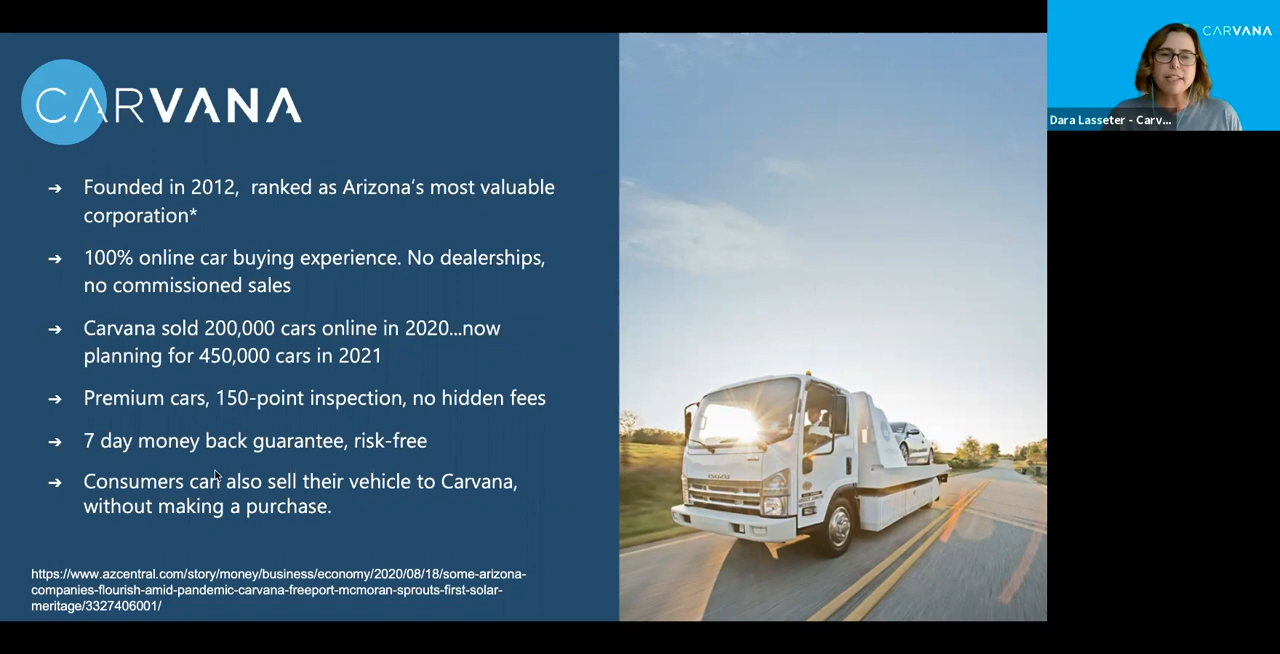 CARVANA
Founded in 2012,  ranked as Arizona's most valuable
corporation*
100% online car buying experience. No dealerships,
no commissioned sales
Carvana sold 200,000 cars online in 2020...now
planning for 450,000 cars in 2021
Premium cars, 150-point inspection, no hidden fees
7 day money back guarantee, risk-free
Consumers can also sell their vehicle to Carvana,
without making a purchase.
https://www.azcentral.com/story/money/business/economy/2020/08/18/some-arizona-
companies-flourish-amid-pandemic-carvana-freeport-mcmoran-sprouts-first-solar-
meritage/3327406001/
ISUZU
CARVANA
Dara Lasseter - Carv...